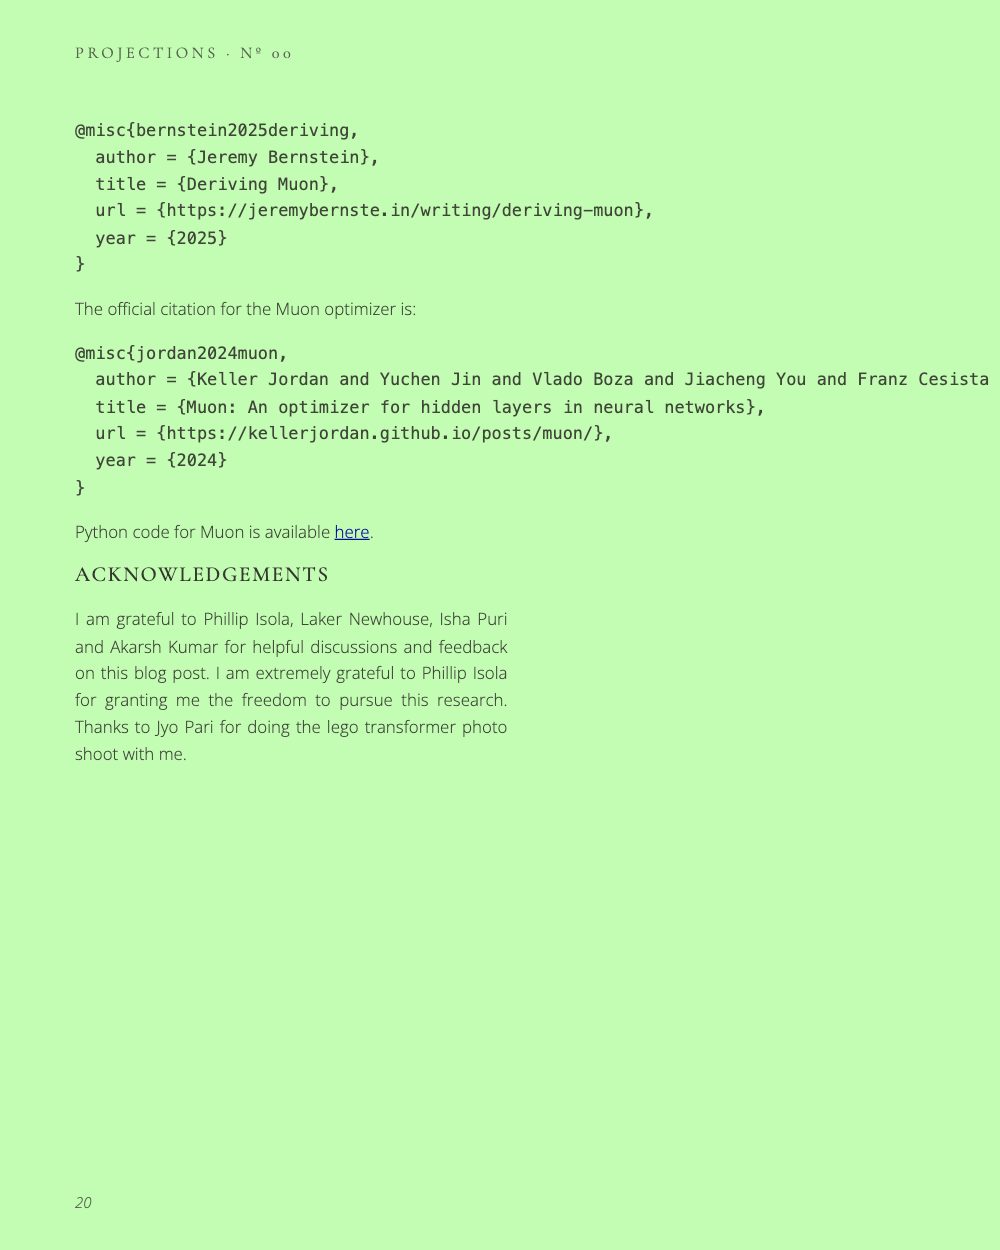 PROJECTIONS · Nº 00
@misc{bernstein2025deriving,
  author = {Jeremy Bernstein},
  title = {Deriving Muon},
  url = {https://jeremybernste.in/writing/deriving-muon},
  year = {2025}
}
The official citation for the Muon optimizer is:
@misc{jordan2024muon,
  author = {Keller Jordan and Yuchen Jin and Vlado Boza and Jiacheng You and Franz Cesista
  title = {Muon: An optimizer for hidden layers in neural networks},
  url = {https://kellerjordan.github.io/posts/muon/},
  year = {2024}
}
Python code for Muon is available here.
ACKNOWLEDGEMENTS
I am grateful to Phillip Isola, Laker Newhouse, Isha Puri
and Akarsh Kumar for helpful discussions and feedback
on this blog post. I am extremely grateful to Phillip Isola
for granting me the freedom to pursue this research.
Thanks to Jyo Pari for doing the lego transformer photo
shoot with me.
20